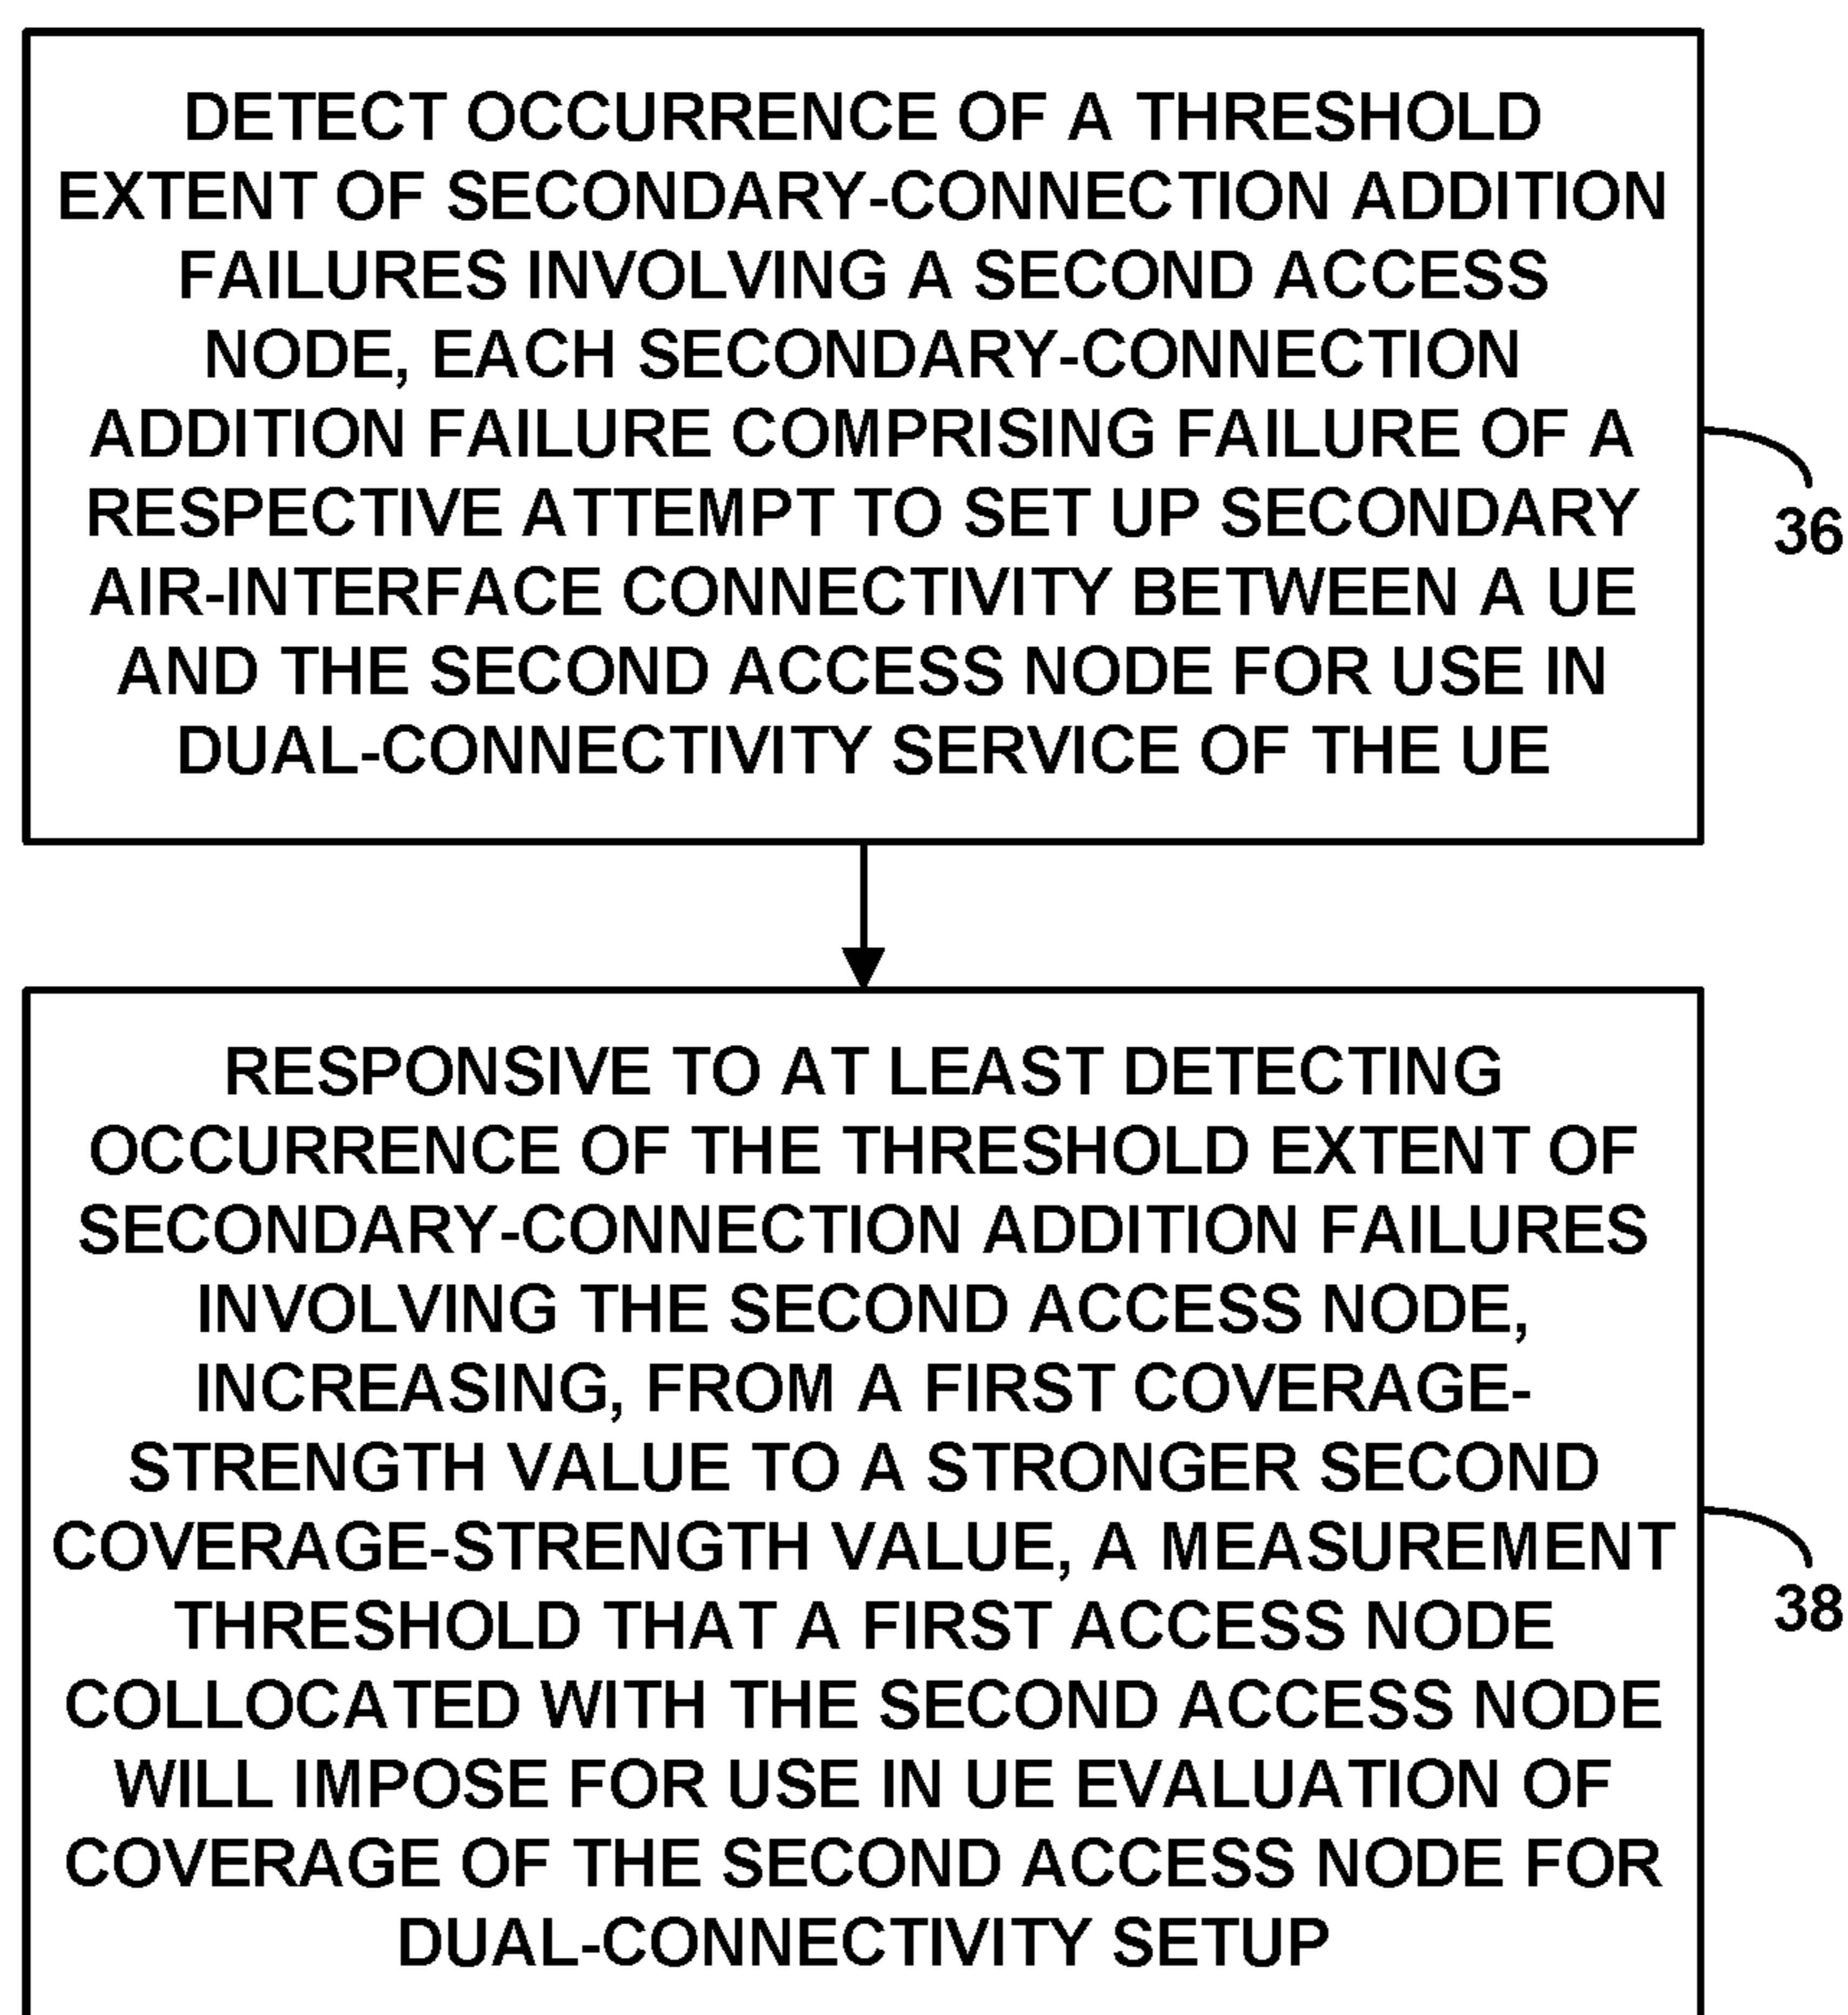 DETECT OCCURRENCE OF A THRESHOLD
EXTENT OF SECONDARY-CONNECTION ADDITION
FAILURES INVOLVING A SECOND ACCESS
NODE, EACH SECONDARY-CONNECTION
ADDITION FAILURE COMPRISING FAILURE OF A
RESPECTIVE ATTEMPT TO SET UP SECONDARY
AIR-INTERFACE CONNECTIVITY BETWEEN A UE
AND THE SECOND ACCESS NODE FOR USE IN
DUAL-CONNECTIVITY SERVICE OF THE UE
36
RESPONSIVE TO AT LEAST DETECTING
OCCURRENCE OF THE THRESHOLD EXTENT OF
SECONDARY-CONNECTION ADDITION FAILURES
INVOLVING THE SECOND ACCESS NODE,
INCREASING, FROM A FIRST COVERAGE-
STRENGTH VALUE TO A STRONGER SECOND
COVERAGE-STRENGTH VALUE, A MEASUREMENT
THRESHOLD THAT A FIRST ACCESS NODE
COLLOCATED WITH THE SECOND ACCESS NODE
WILL IMPOSE FOR USE IN UE EVALUATION OF
COVERAGE OF THE SECOND ACCESS NODE FOR
DUAL-CONNECTIVITY SETUP
38